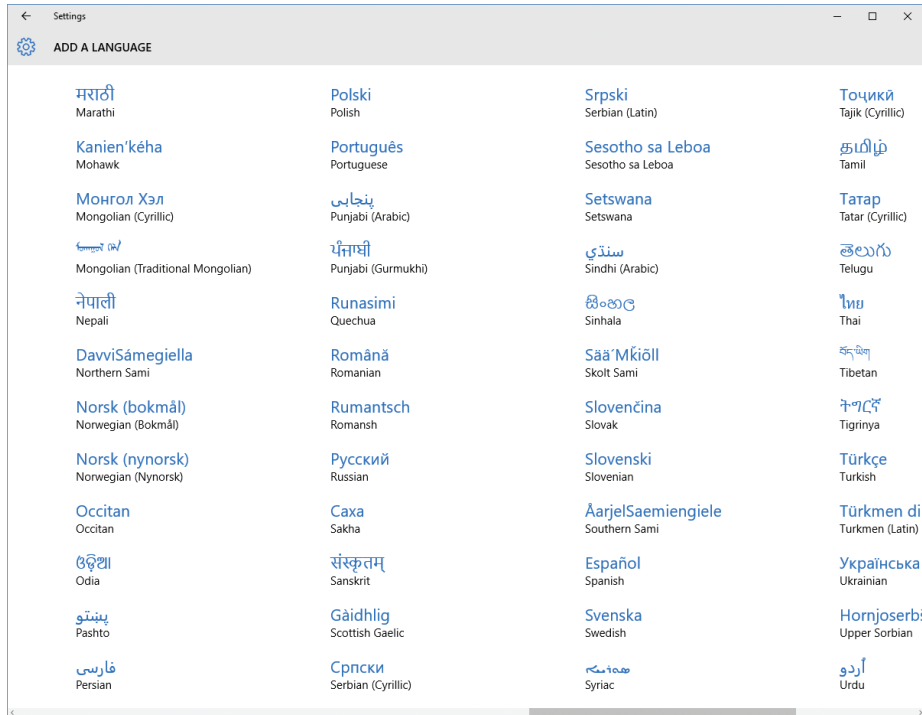 Settings
ADD A LANGUAGE
मराठी
Marathi
Kanien'kéha
Mohawk
Монгол Хэл
Mongolian (Cyrillic)
Mongolian (Traditional Mongolian)
नेपाली
Nepali
DavviSámegiella
Northern Sami
Norsk (bokmål)
Norwegian (Bokmål)
Norsk (nynorsk)
Norwegian (Nynorsk)
Occitan
Occitan
ଓଡ଼ିଆ
Odia
پښتو
Pashto
فارسى
Persian
Polski
Polish
Português
Portuguese
پنجابی
Punjabi (Arabic)
ਪੰਜਾਬੀ
Punjabi (Gurmukhi)
Runasimi
Quechua
Română
Romanian
Rumantsch
Romansh
Русский
Russian
Саха
Sakha
संस्कृतम्
Sanskrit
Gàidhlig
Scottish Gaelic
Српски
Serbian (Cyrillic)
Srpski
Serbian (Latin)
Sesotho sa Leboa
Sesotho sa Leboa
Setswana
Setswana
سنڌي
Sindhi (Arabic)
සිංහල
Sinhala
Sää´Mǩiõll
Skolt Sami
Slovenčina
Slovak
Slovenski
Slovenian
ÅarjelSaemiengiele
Southern Sami
Español
Spanish
Svenska
Swedish
ܣܘܪܝܝܐ
Syriac
Тоҷикӣ
Tajik (Cyrillic)
தமிழ்
Tamil
Татар
Tatar (Cyrillic)
తెలుగు
Telugu
ไทย
Thai
བོད་ཡིག
Tibetan
ትግርኛ
Tigrinya
Türkçe
Turkish
Türkmen di
Turkmen (Latin)
Українська
Ukrainian
Hornjoserbš
Upper Sorbian
اُردو
Urdu